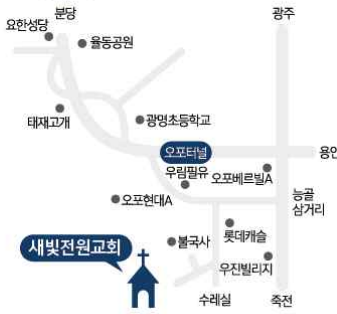 분당
광주
요한성당
율동공원
태재고개
광명초등학교
오포터널
용인
우림필유
오포베르빌A
능골
삼거리
오포현대A
롯데캐슬
불국사
새빛전원교회
우진빌리지
수레실
죽전